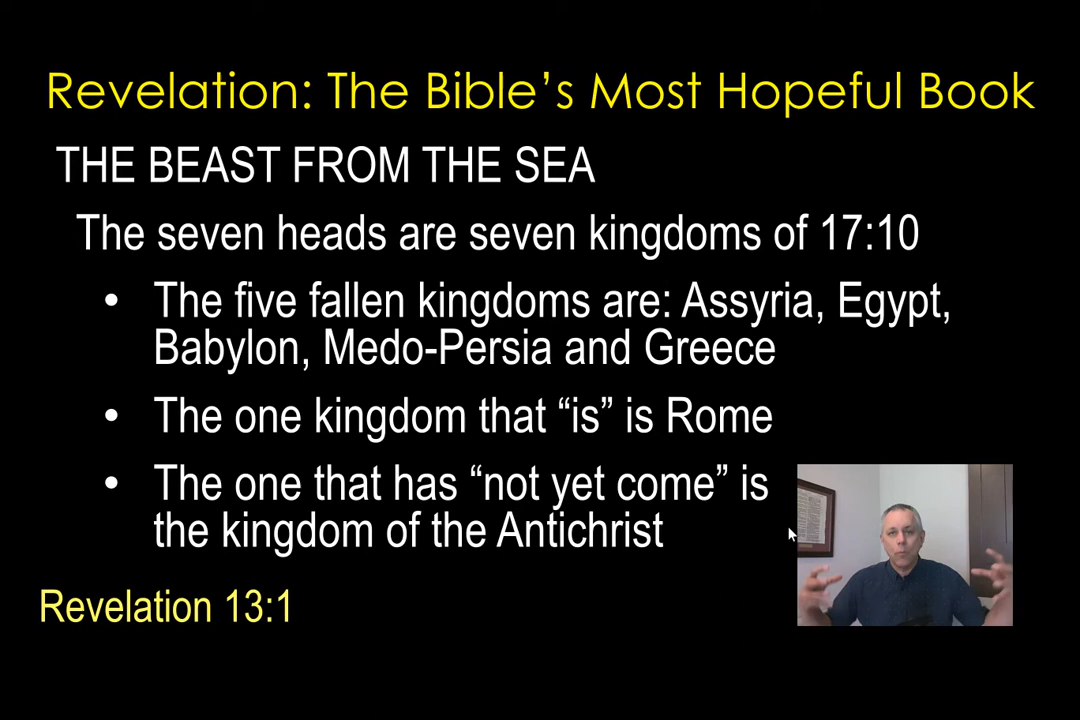 Revelation: The Bible’s Most Hopeful Book
THE BEAST FROM THE SEA
The seven heads are seven kingdoms of 17:10
• The five fallen kingdoms are: Assyria, Egypt,
Babylon, Medo-Persia and Greece
• The one kingdom that “is” is Rome
• The one that has “not yet come” is
the kingdom of the Antichrist
Revelation 13:1